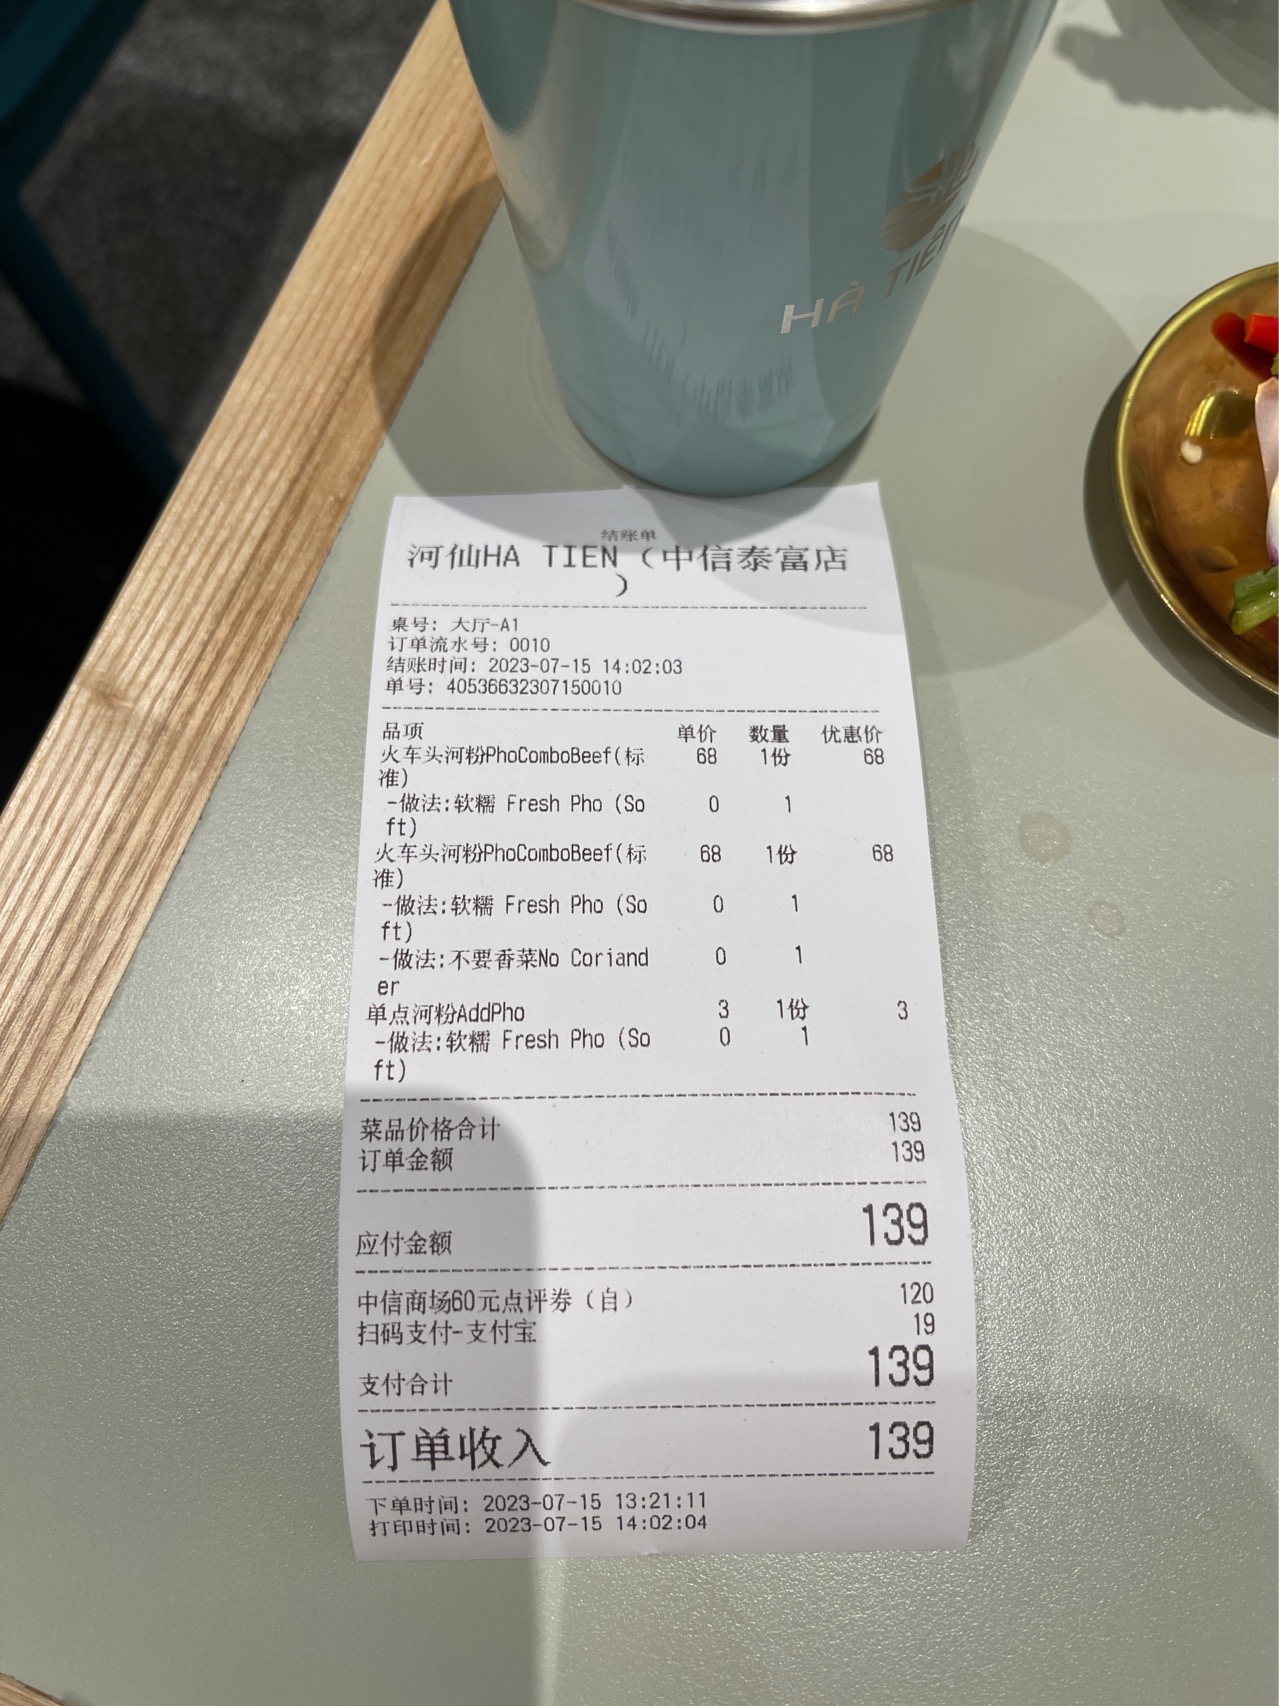 HÀ TIÊN
结账单
河仙HA TIEN（中信泰富店
）
桌号: 大厅-A1
订单流水号: 0010
结账时间: 2023-07-15 14:02:03
单号: 40536632307150010
品项 单价 数量 优惠价
火车头河粉PhoComboBeef(标 68 1份 68
准)
-做法:软糯 Fresh Pho (So 0 1
ft)
火车头河粉PhoComboBeef(标 68 1份 68
准)
-做法:软糯 Fresh Pho (So 0 1
ft)
-做法:不要香菜No Coriand 0 1
er
单点河粉AddPho 3 1份 3
-做法:软糯 Fresh Pho (So 0 1
ft)
菜品价格合计 139
订单金额 139
应付金额 139
中信商场60元点评券（自） 120
扫码支付-支付宝 19
支付合计 139
订单收入 139
下单时间: 2023-07-15 13:21:11
打印时间: 2023-07-15 14:02:04